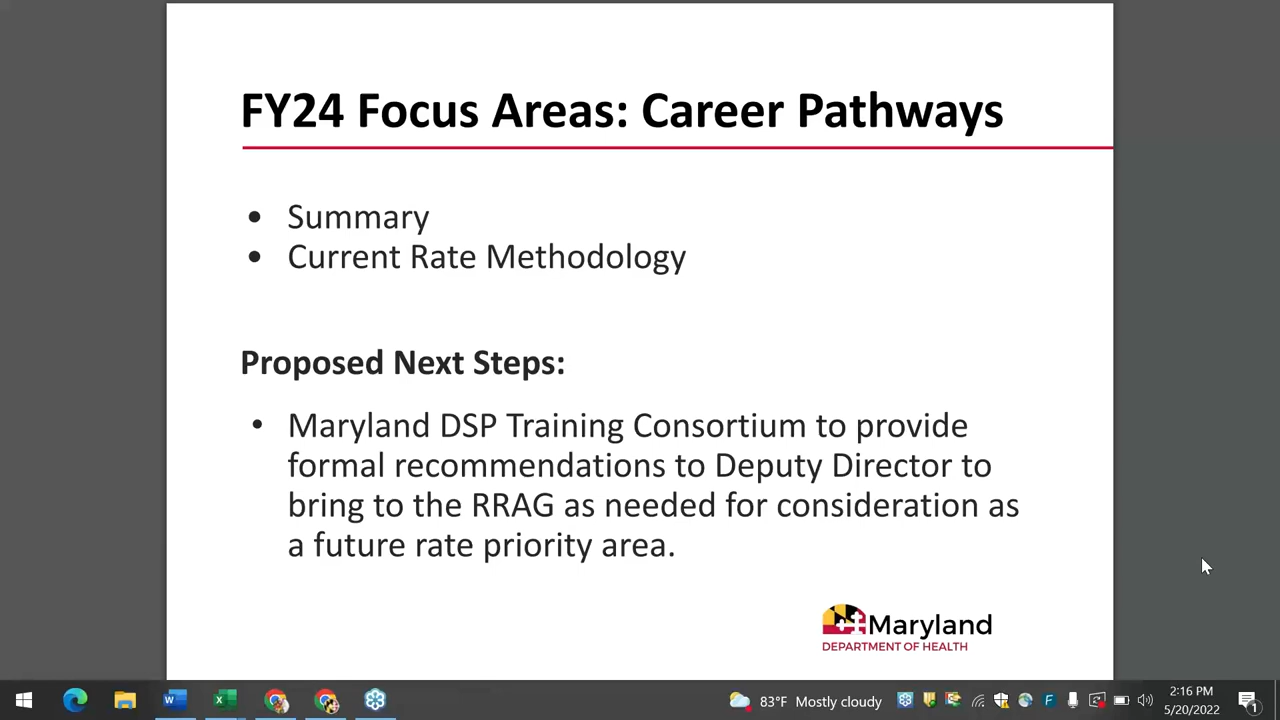 FY24 Focus Areas: Career Pathways
• Summary
• Current Rate Methodology
Proposed Next Steps:
• Maryland DSP Training Consortium to provide
formal recommendations to Deputy Director to
bring to the RRAG as needed for consideration as
a future rate priority area.
Maryland
DEPARTMENT OF HEALTH
83°F Mostly cloudy
2:16 PM
5/20/2022